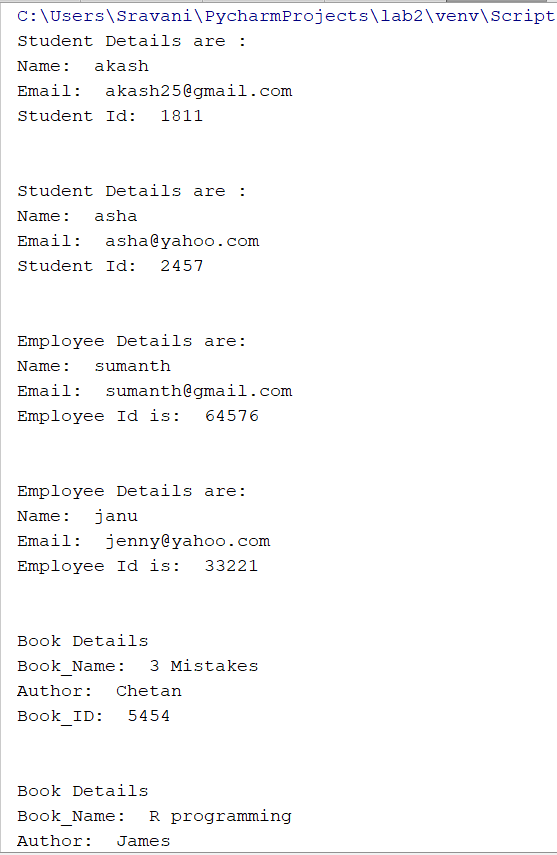 C:\Users\Sravani\PycharmProjects\lab2\venv\Script
Student Details are :
Name:  akash
Email:  akash25@gmail.com
Student Id:  1811
Student Details are :
Name:  asha
Email:  asha@yahoo.com
Student Id:  2457
Employee Details are:
Name:  sumanth
Email:  sumanth@gmail.com
Employee Id is:  64576
Employee Details are:
Name:  janu
Email:  jenny@yahoo.com
Employee Id is:  33221
Book Details
Book_Name:  3 Mistakes
Author:  Chetan
Book_ID:  5454
Book Details
Book_Name:  R programming
Author:  James